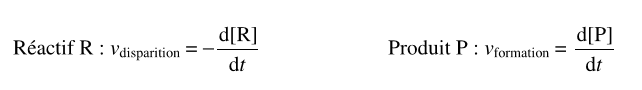 Réactif R : v_disparition = − d[R]/dt
Produit P : v_formation = d[P]/dt